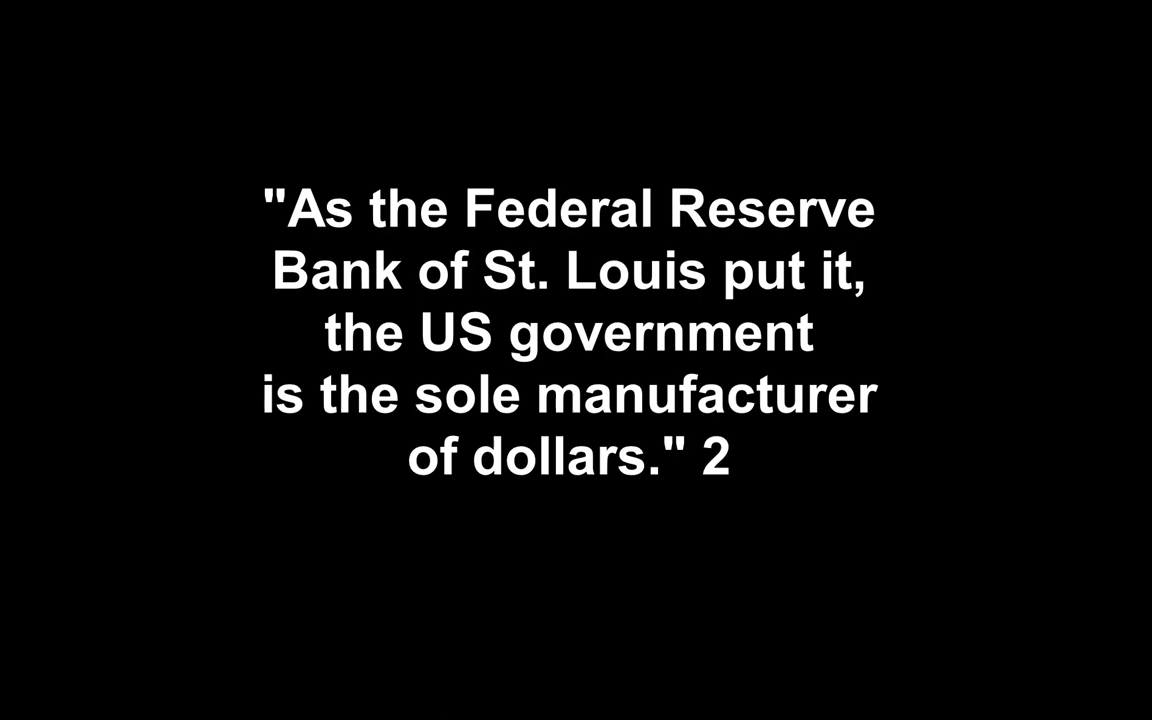 "As the Federal Reserve
Bank of St. Louis put it,
the US government
is the sole manufacturer
of dollars." 2